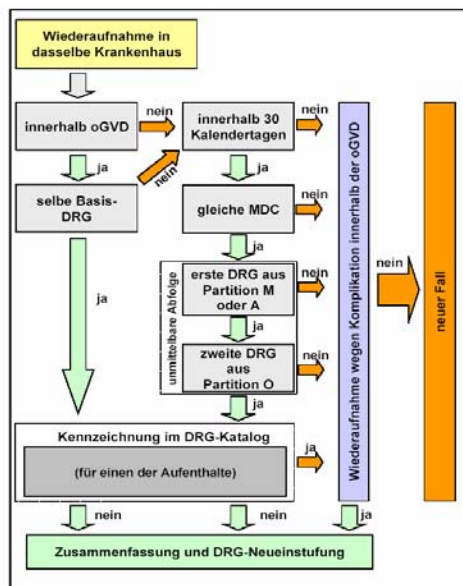 Wiederaufnahme in
dasselbe Krankenhaus
innerhalb oGVD
nein
innerhalb 30
Kalendertagen
nein
ja
nein
ja
selbe Basis-
DRG
gleiche MDC
nein
ja
ja
unmittelbare Abfolge
erste DRG aus
Partition M
oder A
nein
ja
zweite DRG
aus
Partition O
nein
ja
Kennzeichnung im DRG-Katalog
(für einen der Aufenthalte)
ja
Wiederaufnahme wegen Komplikation innerhalb der oGVD
nein
neuer Fall
nein
nein
ja
Zusammenfassung und DRG-Neueinstufung